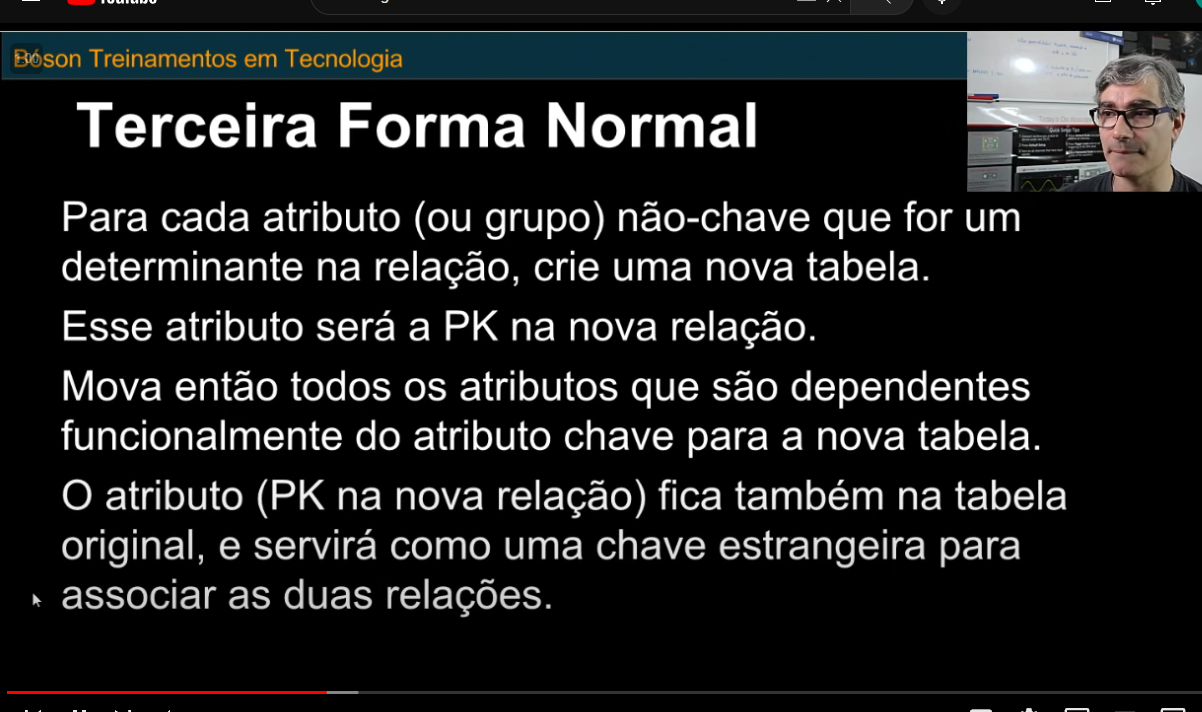 Bóson Treinamentos em Tecnologia
Terceira Forma Normal
Para cada atributo (ou grupo) não-chave que for um
determinante na relação, crie uma nova tabela.
Esse atributo será a PK na nova relação.
Mova então todos os atributos que são dependentes
funcionalmente do atributo chave para a nova tabela.
O atributo (PK na nova relação) fica também na tabela
original, e servirá como uma chave estrangeira para
associar as duas relações.